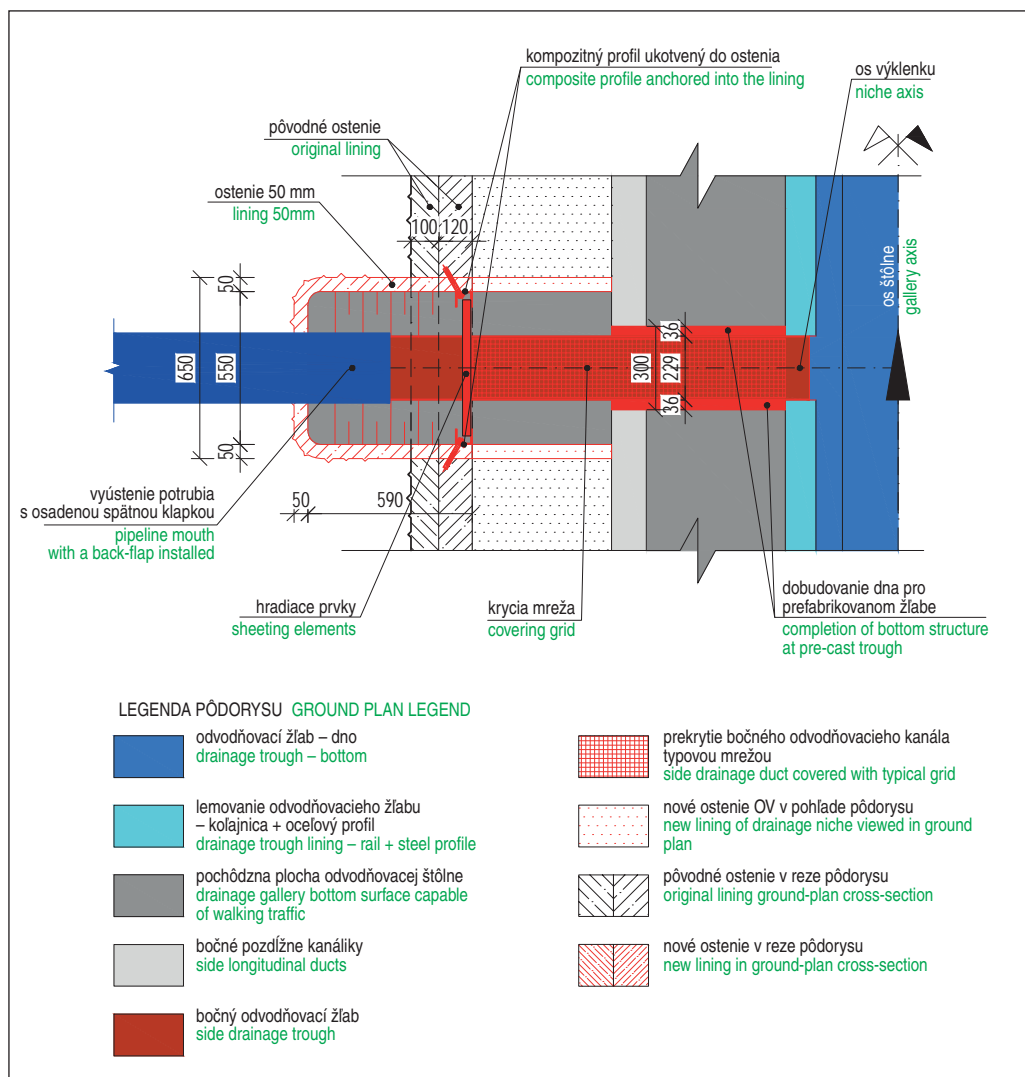 kompozitný profil ukotvený do ostenia
composite profile anchored into the lining
os výklenku
niche axis
pôvodné ostenie
original lining
ostenie 50 mm
lining 50mm
100 120
50
650
550
50
36
300
229
36
os štôlne
gallery axis
50
590
vyústenie potrubia
s osadenou spätnou klapkou
pipeline mouth
with a back-flap installed
hradiace prvky
sheeting elements
krycia mreža
covering grid
dobudovanie dna pro
prefabrikovanom žľabe
completion of bottom structure
at pre-cast trough
LEGENDA PÔDORYSU GROUND PLAN LEGEND
odvodňovací žľab – dno
drainage trough – bottom
lemovanie odvodňovacieho žľabu
– koľajnica + oceľový profil
drainage trough lining – rail + steel profile
pochôdzna plocha odvodňovacej štôlne
drainage gallery bottom surface capable
of walking traffic
bočné pozdĺžne kanáliky
side longitudinal ducts
bočný odvodňovací žľab
side drainage trough
prekrytie bočného odvodňovacieho kanála
typovou mrežou
side drainage duct covered with typical grid
nové ostenie OV v pohľade pôdorysu
new lining of drainage niche viewed in ground
plan
pôvodné ostenie v reze pôdorysu
original lining ground-plan cross-section
nové ostenie v reze pôdorysu
new lining in ground-plan cross-section